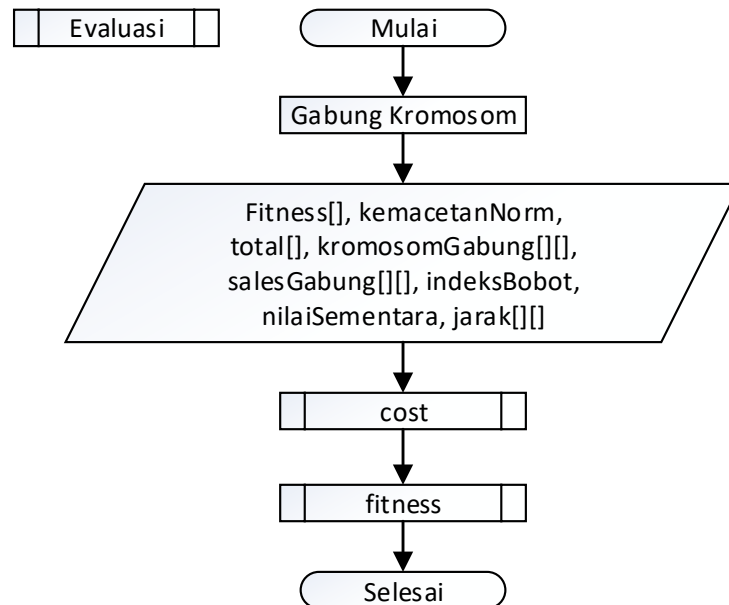 Evaluasi
Mulai
Gabung Kromosom
Fitness[], kemacetanNorm,
total[], kromosomGabung[][],
salesGabung[][], indeksBobot,
nilaiSementara, jarak[][]
cost
fitness
Selesai